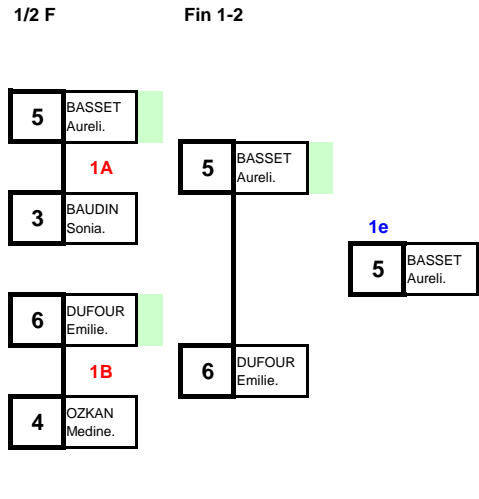 1/2 F
Fin 1-2
5
BASSET
Aureli.
1A
3
BAUDIN
Sonia.
6
DUFOUR
Emilie.
1B
4
OZKAN
Medine.
5
BASSET
Aureli.
6
DUFOUR
Emilie.
1e
5
BASSET
Aureli.